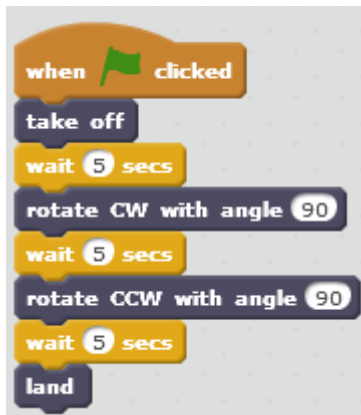 when clicked
take off
wait 5 secs
rotate CW with angle 90
wait 5 secs
rotate CCW with angle 90
wait 5 secs
land